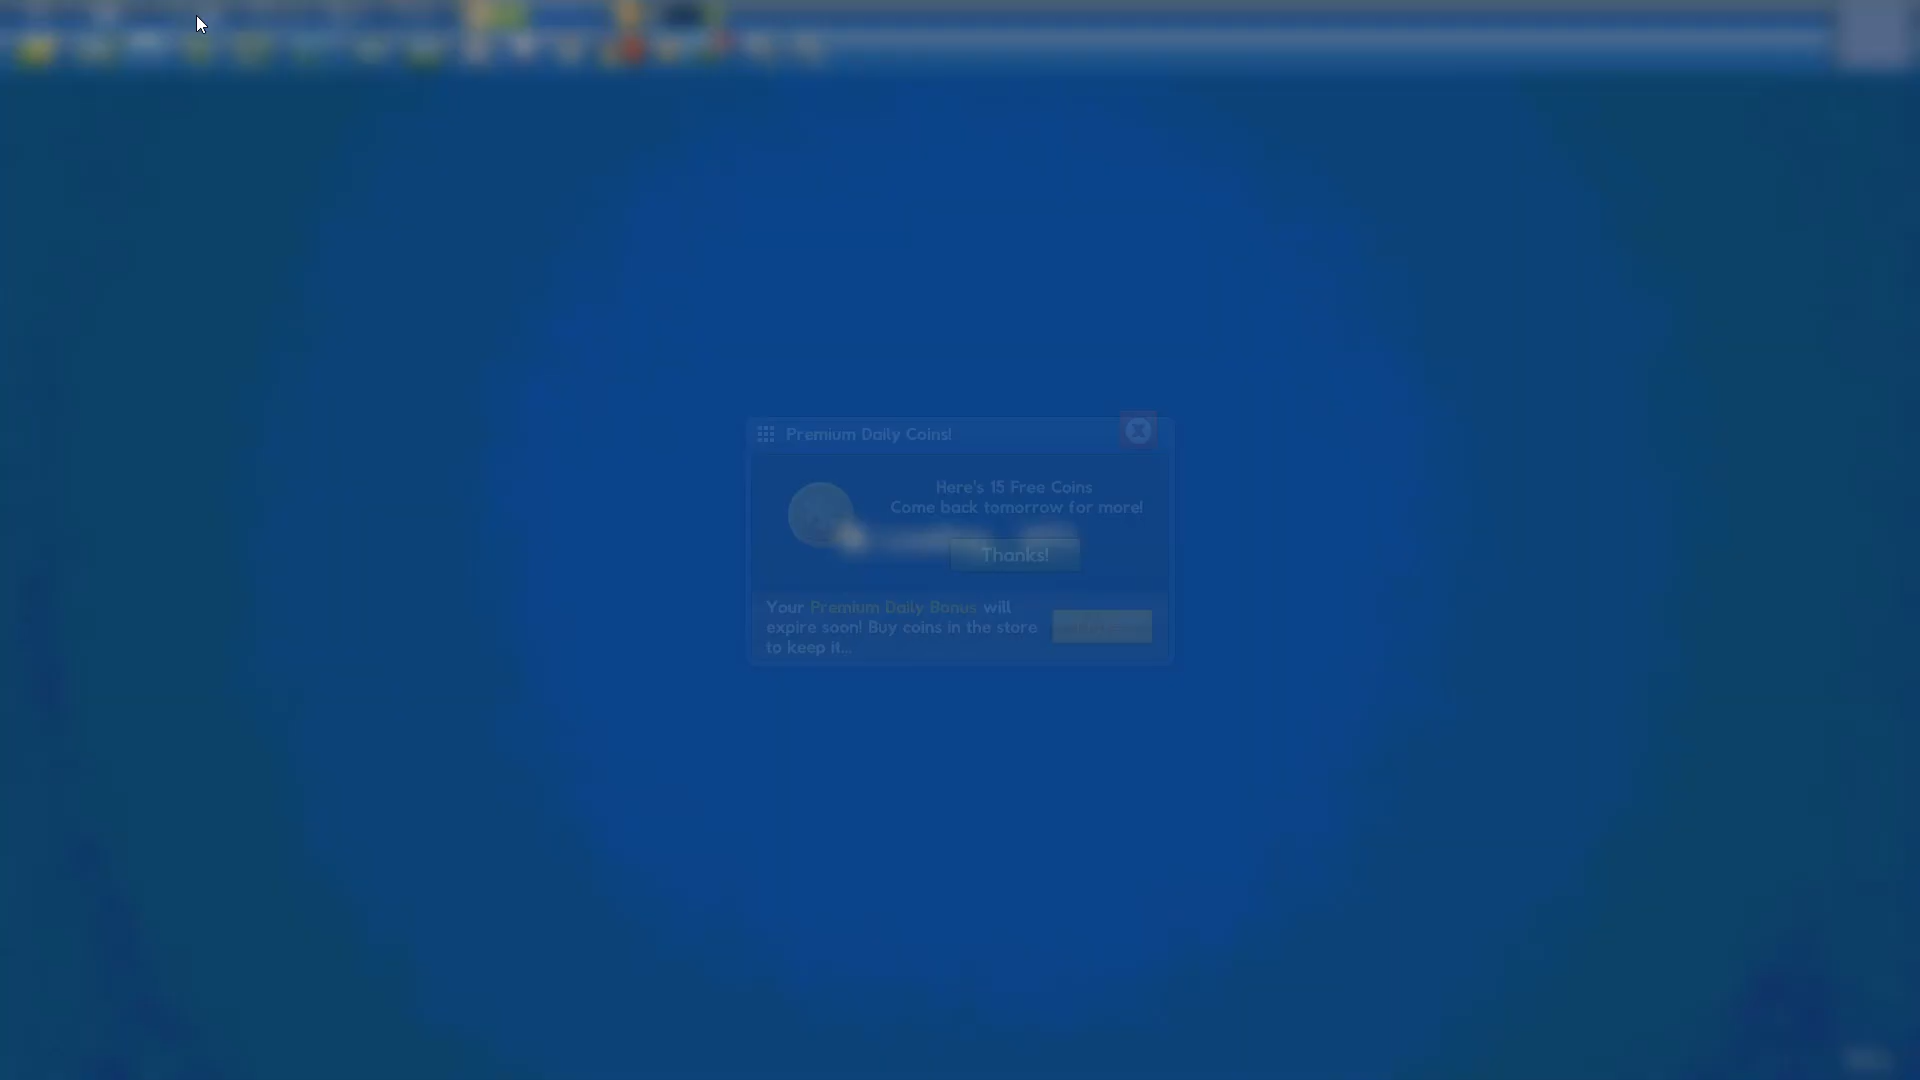 Premium Daily Coins!
Here's 15 Free Coins
Come back tomorrow for more!
Thanks!
Your Premium Daily Bonus will
expire soon! Buy coins in the store
to keep it...